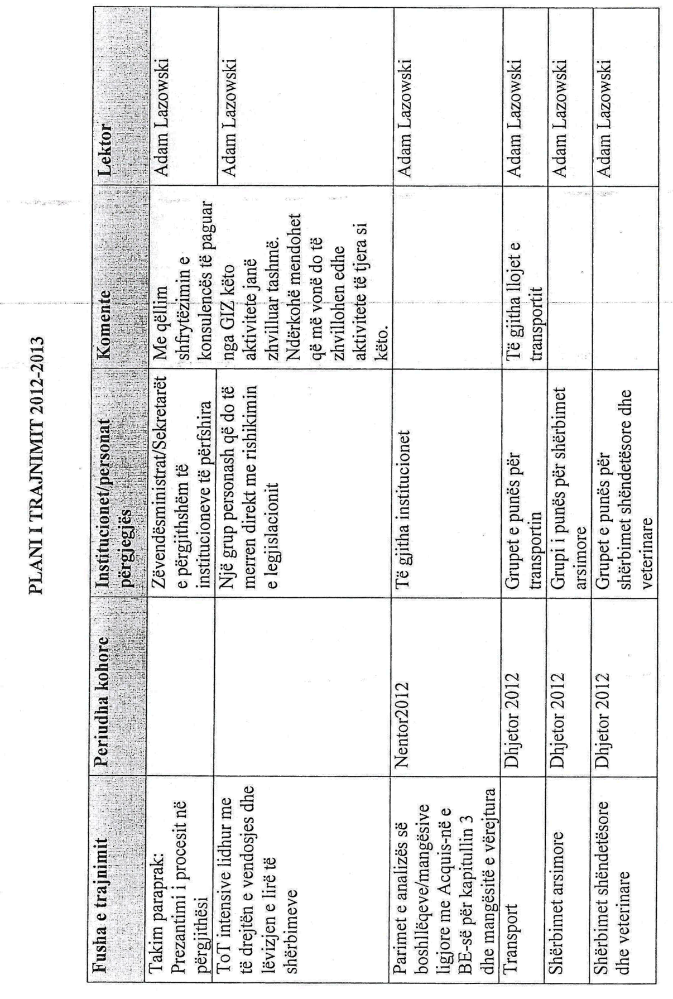 PLANI I TRAJNIMIT 2012-2013
Fusha e trajnimit
Periudha kohore
Institucionet/personat
përgjegjës
Komente
Lektor
Takim paraprak:
Prezantimi i procesit në
përgjithësi
Zëvendësministrat/Sekretarët
e përgjithshëm të
institucioneve të përfshira
Me qëllim
shfrytëzimin e
konsulencës të paguar
nga GIZ këto
aktivitete janë
zhvilluar tashmë.
Ndërkohë mendohet
që më vonë do të
zhvillohen edhe
aktivitete të tjera si
këto.
Adam Lazowski
ToT intensive lidhur me
të drejtën e vendosjes dhe
lëvizjen e lirë të
shërbimeve
Një grup personash që do të
merren direkt me rishikimin
e legjislacionit
Adam Lazowski
Parimet e analizës së
boshllëqeve/mangësive
ligjore me Acquis-në e
BE-së për kapitullin 3
dhe mangësitë e vërejtura
Nentor2012
Të gjitha institucionet
Adam Lazowski
Transport
Dhjetor 2012
Grupet e punës për
transportin
Të gjitha llojet e
transportit
Adam Lazowski
Shërbimet arsimore
Dhjetor 2012
Grupi i punës për shërbimet
arsimore
Adam Lazowski
Shërbimet shëndetësore
dhe veterinare
Dhjetor 2012
Grupet e punës për
shërbimet shëndetësore dhe
veterinare
Adam Lazowski